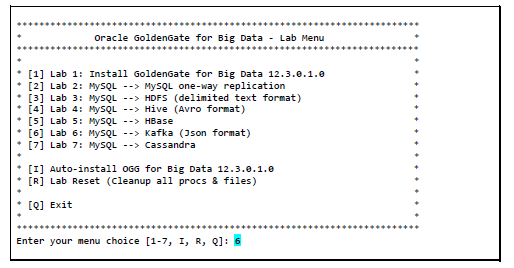 ********************************************************************
* Oracle GoldenGate for Big Data - Lab Menu *
********************************************************************
* *
* [1] Lab 1: Install GoldenGate for Big Data 12.3.0.1.0 *
* [2] Lab 2: MySQL --> MySQL one-way replication *
* [3] Lab 3: MySQL --> HDFS (delimited text format) *
* [4] Lab 4: MySQL --> Hive (Avro format) *
* [5] Lab 5: MySQL --> HBase *
* [6] Lab 6: MySQL --> Kafka (Json format) *
* [7] Lab 7: MySQL --> Cassandra *
* *
* [I] Auto-install OGG for Big Data 12.3.0.1.0 *
* [R] Lab Reset (Cleanup all procs & files) *
* *
* [Q] Exit *
* *
********************************************************************
Enter your menu choice [1-7, I, R, Q]: 6